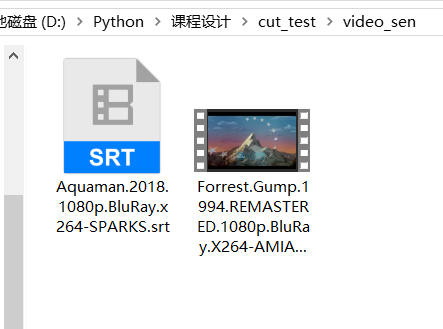 磁盘 (D:) > Python > 课程设计 > cut_test > video_sen
SRT
Aquaman.2018.
1080p.BluRay.x
264-SPARKS.srt
Forrest.Gump.1
994.REMASTER
ED.1080p.BluRa
y.X264-AMIA...